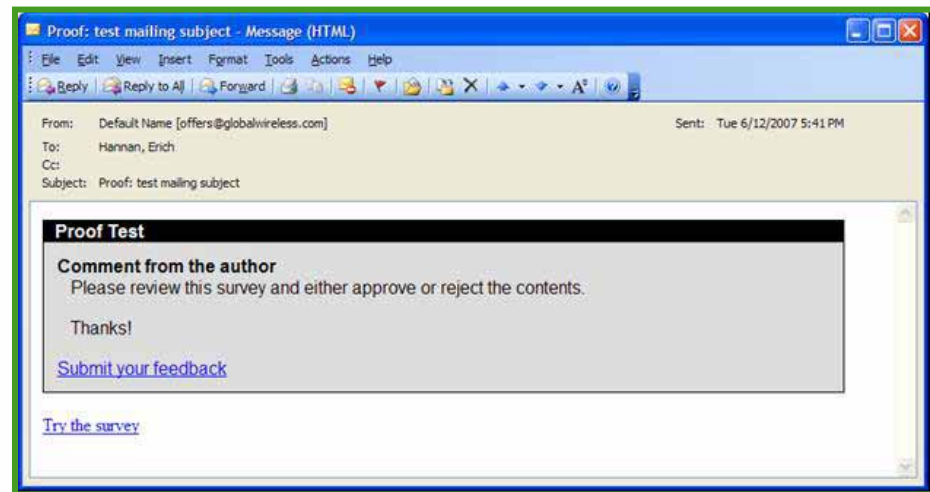 Proof: test mailing subject - Message (HTML)
File Edit View Insert Format Tools Actions Help
Reply Reply to All Forward
From: Default Name [offers@globalwireless.com] Sent: Tue 6/12/2007 5:41 PM
To: Hannan, Erich
Cc:
Subject: Proof: test mailing subject
Proof Test
Comment from the author
Please review this survey and either approve or reject the contents.
Thanks!
Submit your feedback
Try the survey